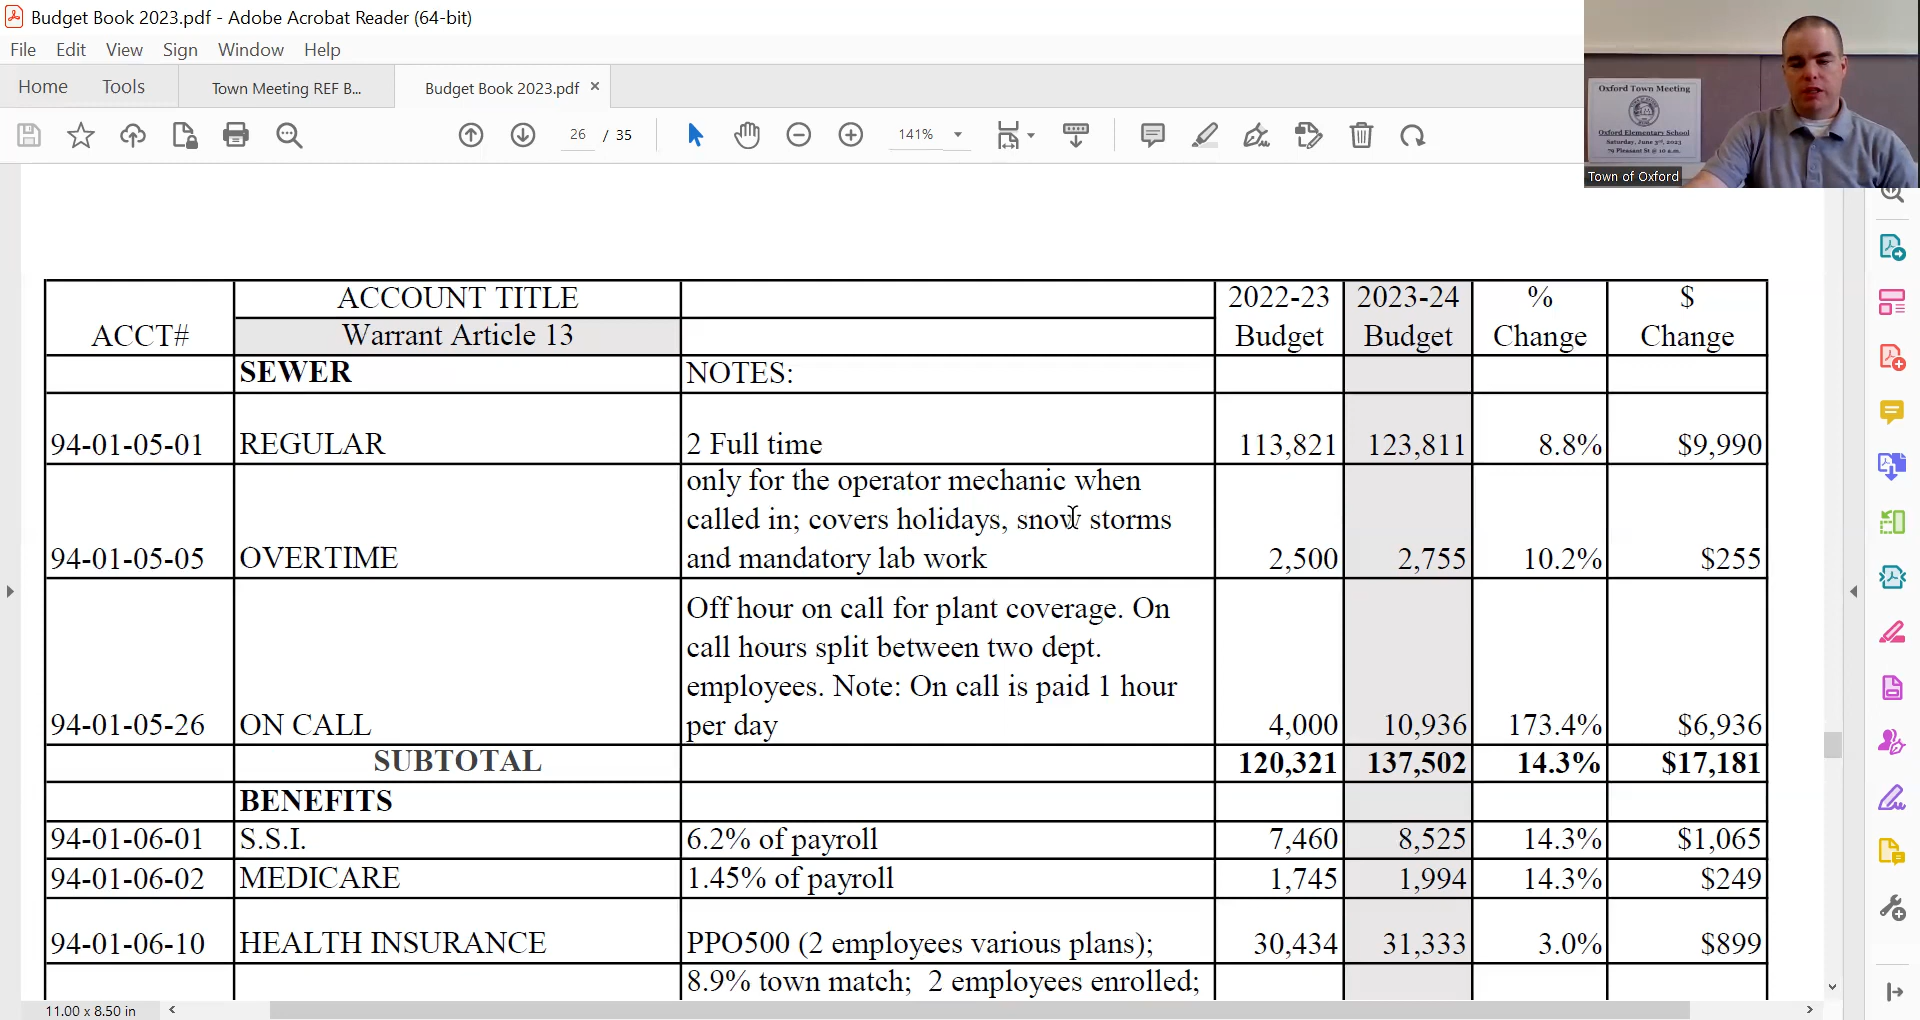 Budget Book 2023.pdf - Adobe Acrobat Reader (64-bit)
File Edit View Sign Window Help
Home Tools Town Meeting REF B... Budget Book 2023.pdf ×
26 / 35 141%
Oxford Town Meeting
Oxford Elementary School
Saturday, June 3rd, 2023
79 Pleasant St @ 10 a.m.
Town of Oxford
ACCT# ACCOUNT TITLE 2022-23 2023-24 % $
Warrant Article 13 Budget Budget Change Change
SEWER NOTES:
94-01-05-01 REGULAR 2 Full time 113,821 123,811 8.8% $9,990
only for the operator mechanic when
called in; covers holidays, snow storms
94-01-05-05 OVERTIME and mandatory lab work 2,500 2,755 10.2% $255
Off hour on call for plant coverage. On
call hours split between two dept.
employees. Note: On call is paid 1 hour
94-01-05-26 ON CALL per day 4,000 10,936 173.4% $6,936
SUBTOTAL 120,321 137,502 14.3% $17,181
BENEFITS
94-01-06-01 S.S.I. 6.2% of payroll 7,460 8,525 14.3% $1,065
94-01-06-02 MEDICARE 1.45% of payroll 1,745 1,994 14.3% $249
94-01-06-10 HEALTH INSURANCE PPO500 (2 employees various plans); 30,434 31,333 3.0% $899
8.9% town match; 2 employees enrolled;
11.00 x 8.50 in